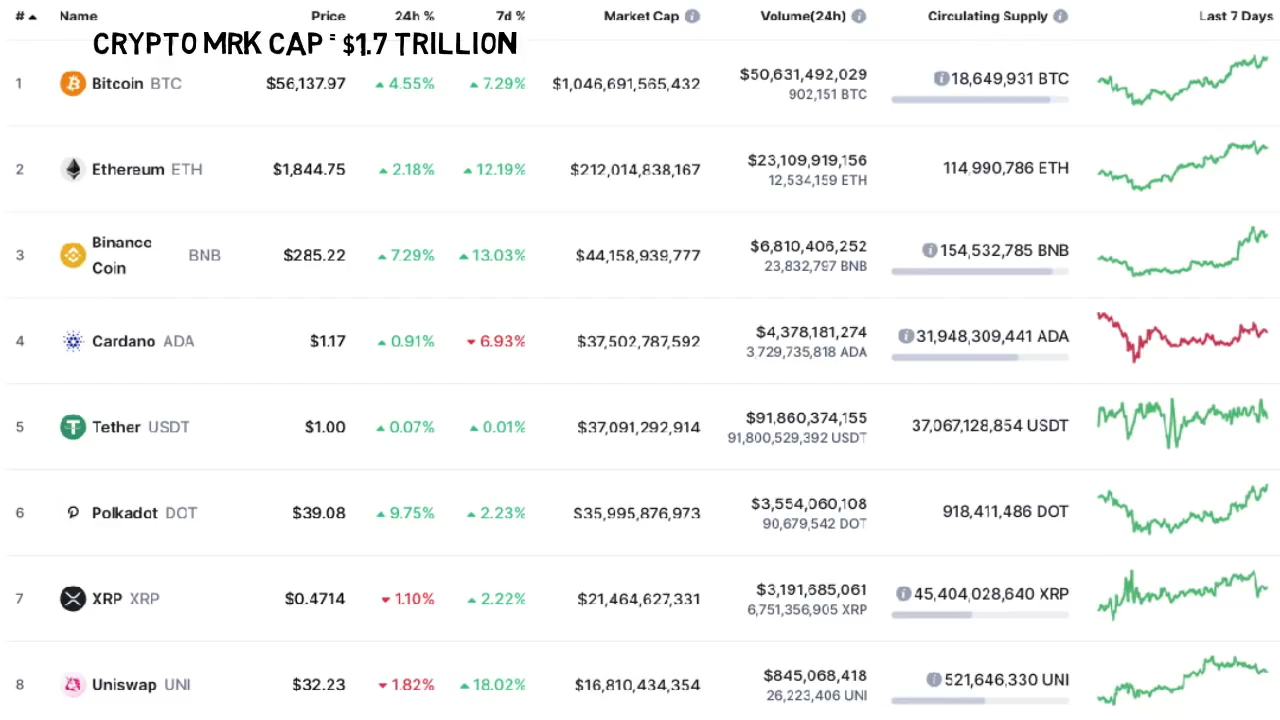 # Name Price 24h % 7d % Market Cap Volume(24h) Circulating Supply Last 7 Days
CRYPTO MRK CAP = $1.7 TRILLION
1 Bitcoin BTC $56,137.97 4.55% 7.29% $1,046,691,565,432 $50,631,492,029 18,649,931 BTC
902,151 BTC
2 Ethereum ETH $1,844.75 2.18% 12.19% $212,014,838,167 $23,109,919,156 114,990,786 ETH
12,534,159 ETH
3 Binance Coin BNB $285.22 7.29% 13.03% $44,158,939,777 $6,810,406,252 154,532,785 BNB
23,832,797 BNB
4 Cardano ADA $1.17 0.91% 6.93% $37,502,787,592 $4,378,181,274 31,948,309,441 ADA
3,729,735,818 ADA
5 Tether USDT $1.00 0.07% 0.01% $37,091,292,914 $91,860,374,155 37,067,128,854 USDT
91,800,529,392 USDT
6 Polkadot DOT $39.08 9.75% 2.23% $35,995,876,973 $3,554,060,108 918,411,486 DOT
90,679,542 DOT
7 XRP XRP $0.4714 1.10% 2.22% $21,464,627,331 $3,191,685,061 45,404,028,640 XRP
6,751,356,905 XRP
8 Uniswap UNI $32.23 1.82% 18.02% $16,810,434,354 $845,068,418 521,646,330 UNI
26,223,406 UNI